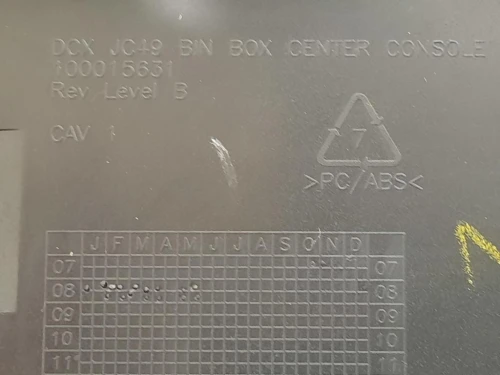 DCX JC49 BIN BOX CENTER CONSOLE
100015631
Rev. Level B
CAV 1
7
>PC/ABS<
J F M A M J J A S O N D
07 07
08 08
09 09
10 10
11 11